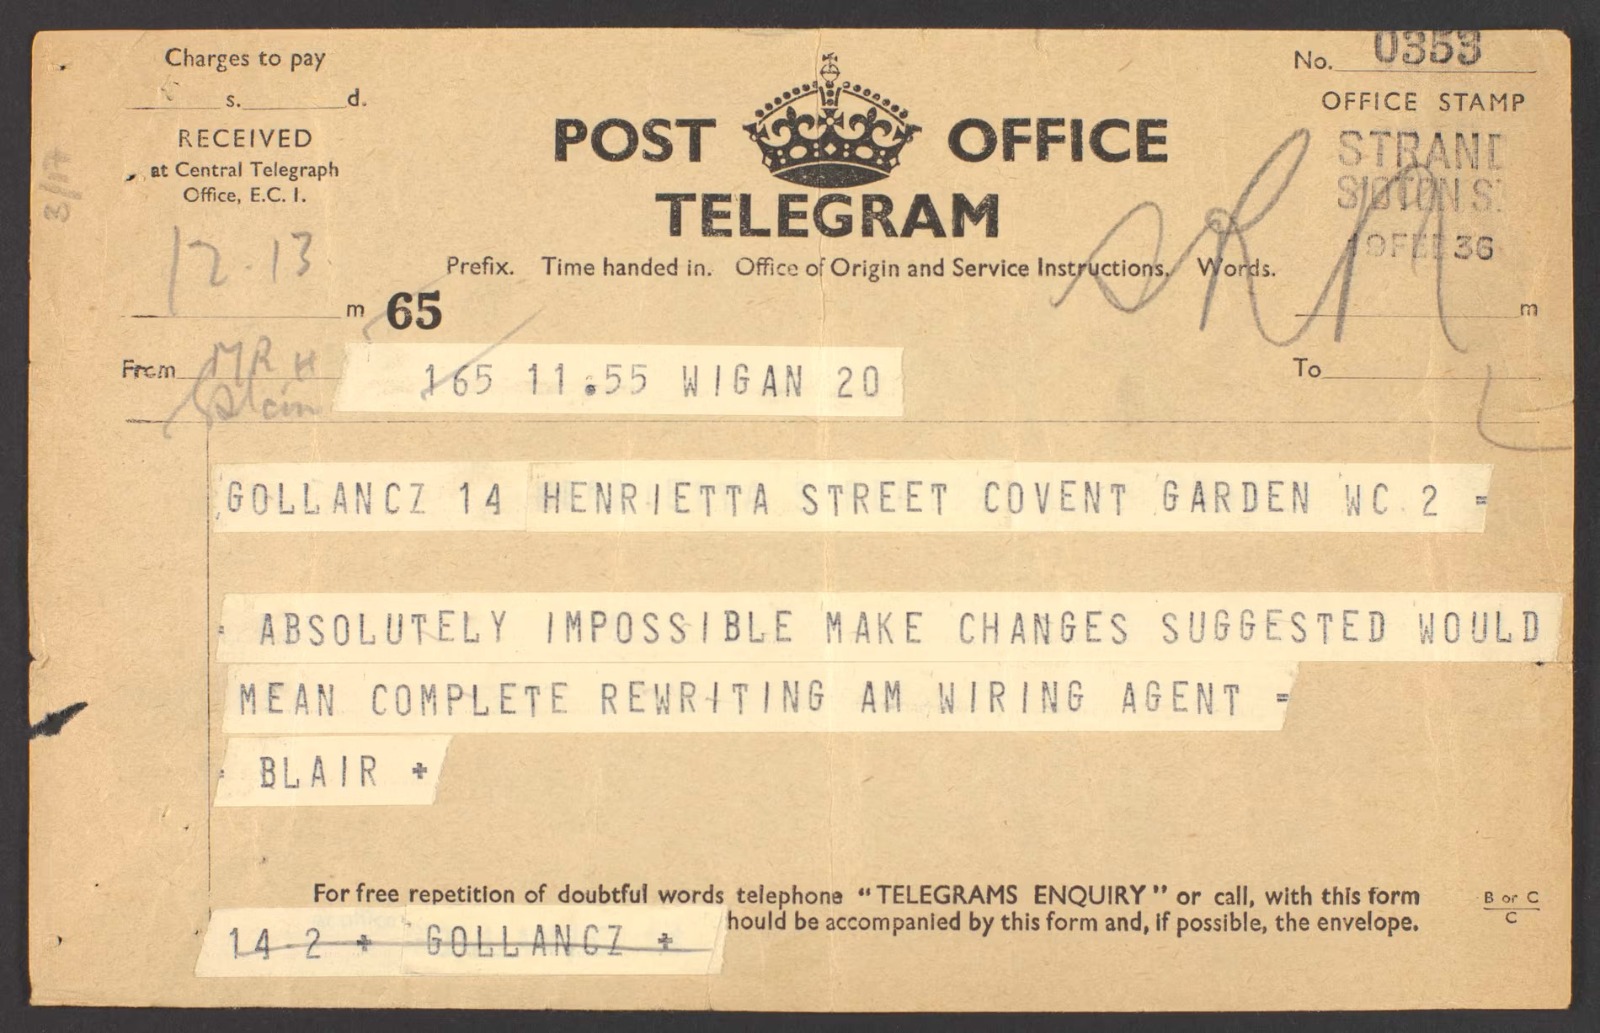 Charges to pay
s. d.
RECEIVED
at Central Telegraph
Office, E.C. 1.
3/17
12.13
m
POST OFFICE
TELEGRAM
No. 0353
OFFICE STAMP
STRAND
19 FEB 36
Prefix. Time handed in. Office of Origin and Service Instructions. Words.
65
m
From MR H
To
165 11.55 WIGAN 20
GOLLANCZ 14 HENRIETTA STREET COVENT GARDEN WC 2 =
= ABSOLUTELY IMPOSSIBLE MAKE CHANGES SUGGESTED WOULD
MEAN COMPLETE REWRITING AM WIRING AGENT =
= BLAIR +
For free repetition of doubtful words telephone "TELEGRAMS ENQUIRY" or call, with this form
hould be accompanied by this form and, if possible, the envelope.
B or C
C
14 2 + GOLLANCZ +